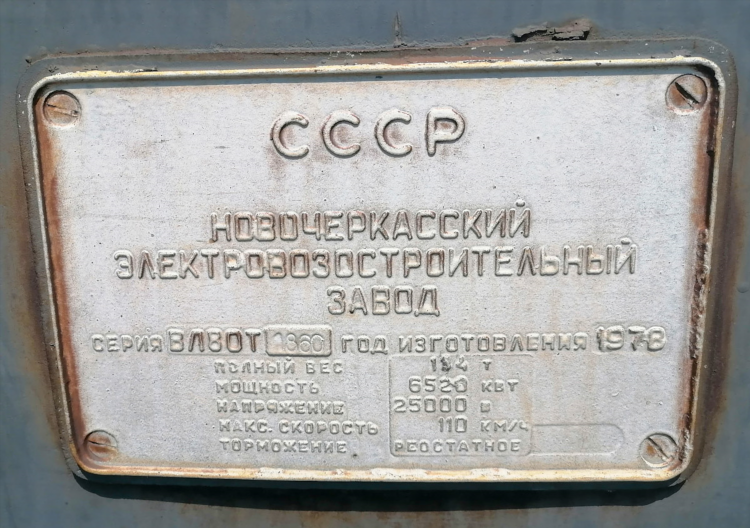 СССР
НОВОЧЕРКАССКИЙ
ЭЛЕКТРОВОЗОСТРОИТЕЛЬНЫЙ
ЗАВОД
СЕРИЯ ВЛ80Т 1860 ГОД ИЗГОТОВЛЕНИЯ 1978
ПОЛНЫЙ ВЕС 184 Т
МОЩНОСТЬ 6520 КВТ
НАПРЯЖЕНИЕ 25000 В
МАКС. СКОРОСТЬ 110 КМ/Ч
ТОРМОЖЕНИЕ РЕОСТАТНОЕ